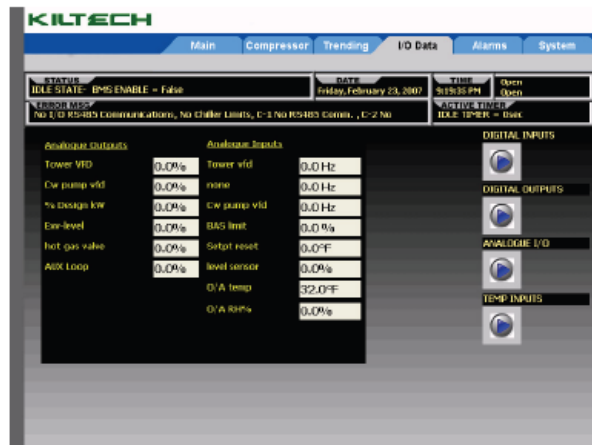 KILTECH
Main Compressor Trending I/O Data Alarms System
STATUS DATE TIME Open
IDLE STATE- BMS ENABLE = False Friday, February 23, 2007 9:19:35 PM Open
ERROR MSG ACTIVE TIMER
No I/O RS485 Communications, No Chiller Limits, C-1 No RS485 Comm. , C-2 No IDLE TIMER = 0sec
DIGITAL INPUTS
Analogue Outputs Analogue Inputs
Tower VFD 0.0% Tower vfd 0.0 Hz
Cw pump vfd 0.0% none 0.0 Hz
DIGITAL OUTPUTS
% Design kW 0.0% Cw pump vfd 0.0 Hz
Exv-level 0.0% BAS limit 0.0 %
hot gas valve 0.0% Setpt reset 0.0°F
ANALOGUE I/O
AUX Loop 0.0% level sensor 0.0%
O/A temp 32.0°F
TEMP INPUTS
O/A RH% 0.0%